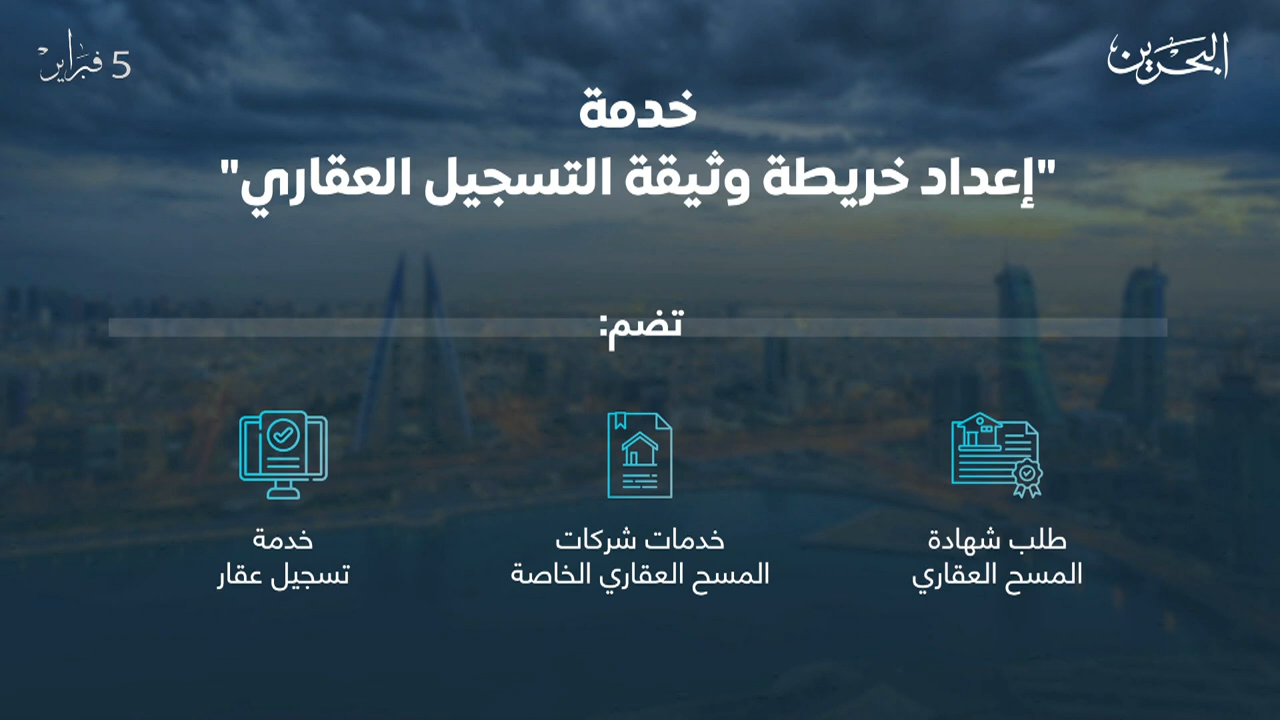 البحرين
5 فبراير
خدمة
"إعداد خريطة وثيقة التسجيل العقاري"
تضم:
طلب شهادة
المسح العقاري
خدمات شركات
المسح العقاري الخاصة
خدمة
تسجيل عقار